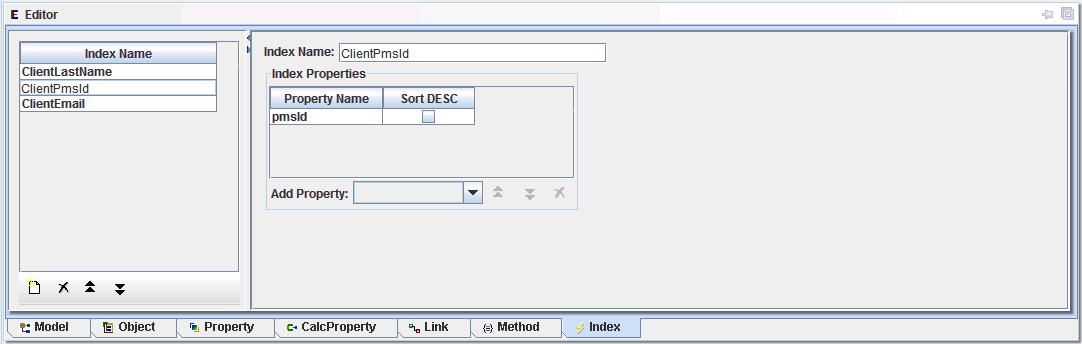 E Editor
Index Name
ClientLastName
ClientPmsId
ClientEmail
Index Name: ClientPmsId
Index Properties
Property Name Sort DESC
pmsId
Add Property:
Model Object Property CalcProperty Link Method Index